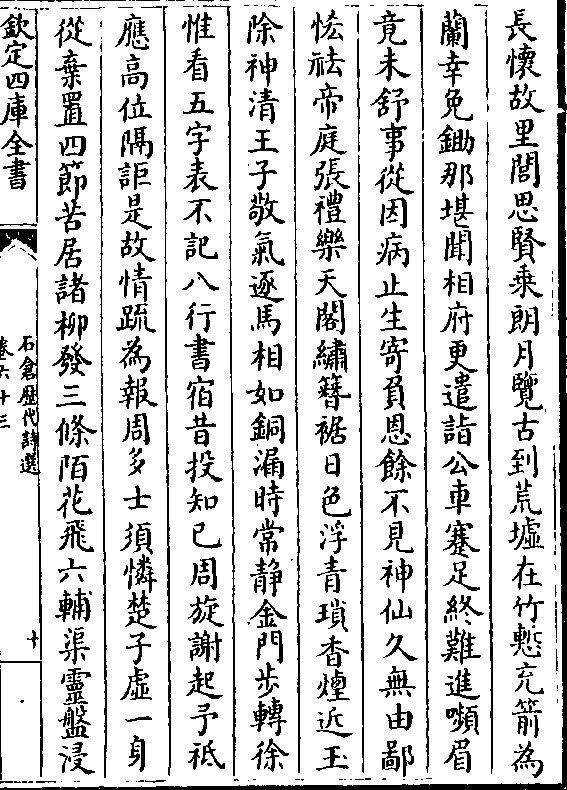 長懷故里閭思賢乗朗月覽古到荒墟在竹慙充箭為
蘭幸免鋤那堪聞相府更遣詣公車蹇足終難進嚬眉
竟未舒事從因病止生寄負恩餘不見神仙久無由鄙
恡祛帝庭張禮樂天閣繡簪裾日色浮青瑣香煙近玉
除神清王子敬氣逐馬相如銅漏時常静金門步轉徐
惟看五字表不記八行書宿昔投知已周旋謝起予祗
應高位隔詎是故情踈為報周多士須憐楚子虛一身
從棄置四節苦居諸柳發三條陌花飛六輔渠靈盤浸
欽定四庫全書
石倉歴代詩選
卷六十三
十